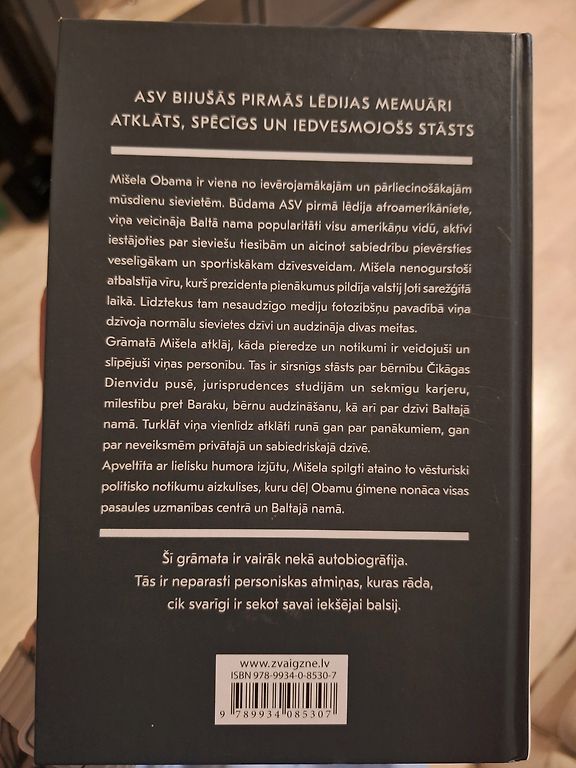 ASV BIJUŠĀS PIRMĀS LĒDIJAS MEMUĀRI
ATKLĀTS, SPĒCĪGS UN IEDVESMOJOŠS STĀSTS
Mišela Obama ir viena no ievērojamākajām un pārliecinošākajām
mūsdienu sievietēm. Būdama ASV pirmā lēdija afroamerikāniete,
viņa veicināja Baltā nama popularitāti visu amerikāņu vidū, aktīvi
iestājoties par sieviešu tiesībām un aicinot sabiedrību pievērsties
veselīgākam un sportiskākam dzīvesveidam. Mišela nenogurstoši
atbalstīja vīru, kurš prezidenta pienākumus pildīja valstij ļoti sarežģītā
laikā. Līdztekus tam nesaudzīgo mediju fotozibšņu pavadībā viņa
dzīvoja normālu sievietes dzīvi un audzināja divas meitas.
Grāmatā Mišela atklāj, kāda pieredze un notikumi ir veidojuši un
slīpējuši viņas personību. Tas ir sirsnīgs stāsts par bērnību Čikāgas
Dienvidu pusē, jurisprudences studijām un sekmīgu karjeru,
mīlestību pret Baraku, bērnu audzināšanu, kā arī par dzīvi Baltajā
namā. Turklāt viņa vienlīdz atklāti runā gan par panākumiem, gan
par neveiksmēm privātajā un sabiedriskajā dzīvē.
Apveltīta ar lielisku humora izjūtu, Mišela spilgti ataino to vēsturiski
politisko notikumu aizkulises, kuru dēļ Obamu ģimene nonāca visas
pasaules uzmanības centrā un Baltajā namā.
Šī grāmata ir vairāk nekā autobiogrāfija.
Tās ir neparasti personiskas atmiņas, kuras rāda,
cik svarīgi ir sekot savai iekšējai balsij.
www.zvaigzne.lv
ISBN 978-9934-0-8530-7
9 789934 085307